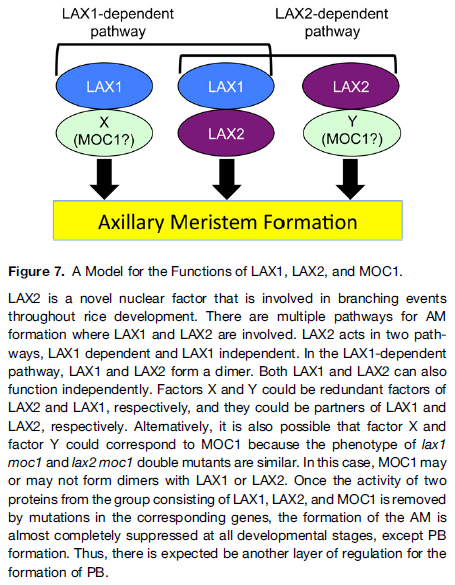 LAX1-dependent
pathway
LAX2-dependent
pathway
LAX1
X
(MOC1?)
LAX1
LAX2
LAX2
Y
(MOC1?)
Axillary Meristem Formation
Figure 7. A Model for the Functions of LAX1, LAX2, and MOC1.
LAX2 is a novel nuclear factor that is involved in branching events
throughout rice development. There are multiple pathways for AM
formation where LAX1 and LAX2 are involved. LAX2 acts in two path-
ways, LAX1 dependent and LAX1 independent. In the LAX1-dependent
pathway, LAX1 and LAX2 form a dimer. Both LAX1 and LAX2 can also
function independently. Factors X and Y could be redundant factors of
LAX2 and LAX1, respectively, and they could be partners of LAX1 and
LAX2, respectively. Alternatively, it is also possible that factor X and
factor Y could correspond to MOC1 because the phenotype of lax1
moc1 and lax2 moc1 double mutants are similar. In this case, MOC1 may
or may not form dimers with LAX1 or LAX2. Once the activity of two
proteins from the group consisting of LAX1, LAX2, and MOC1 is removed
by mutations in the corresponding genes, the formation of the AM is
almost completely suppressed at all developmental stages, except PB
formation. Thus, there is expected be another layer of regulation for the
formation of PB.